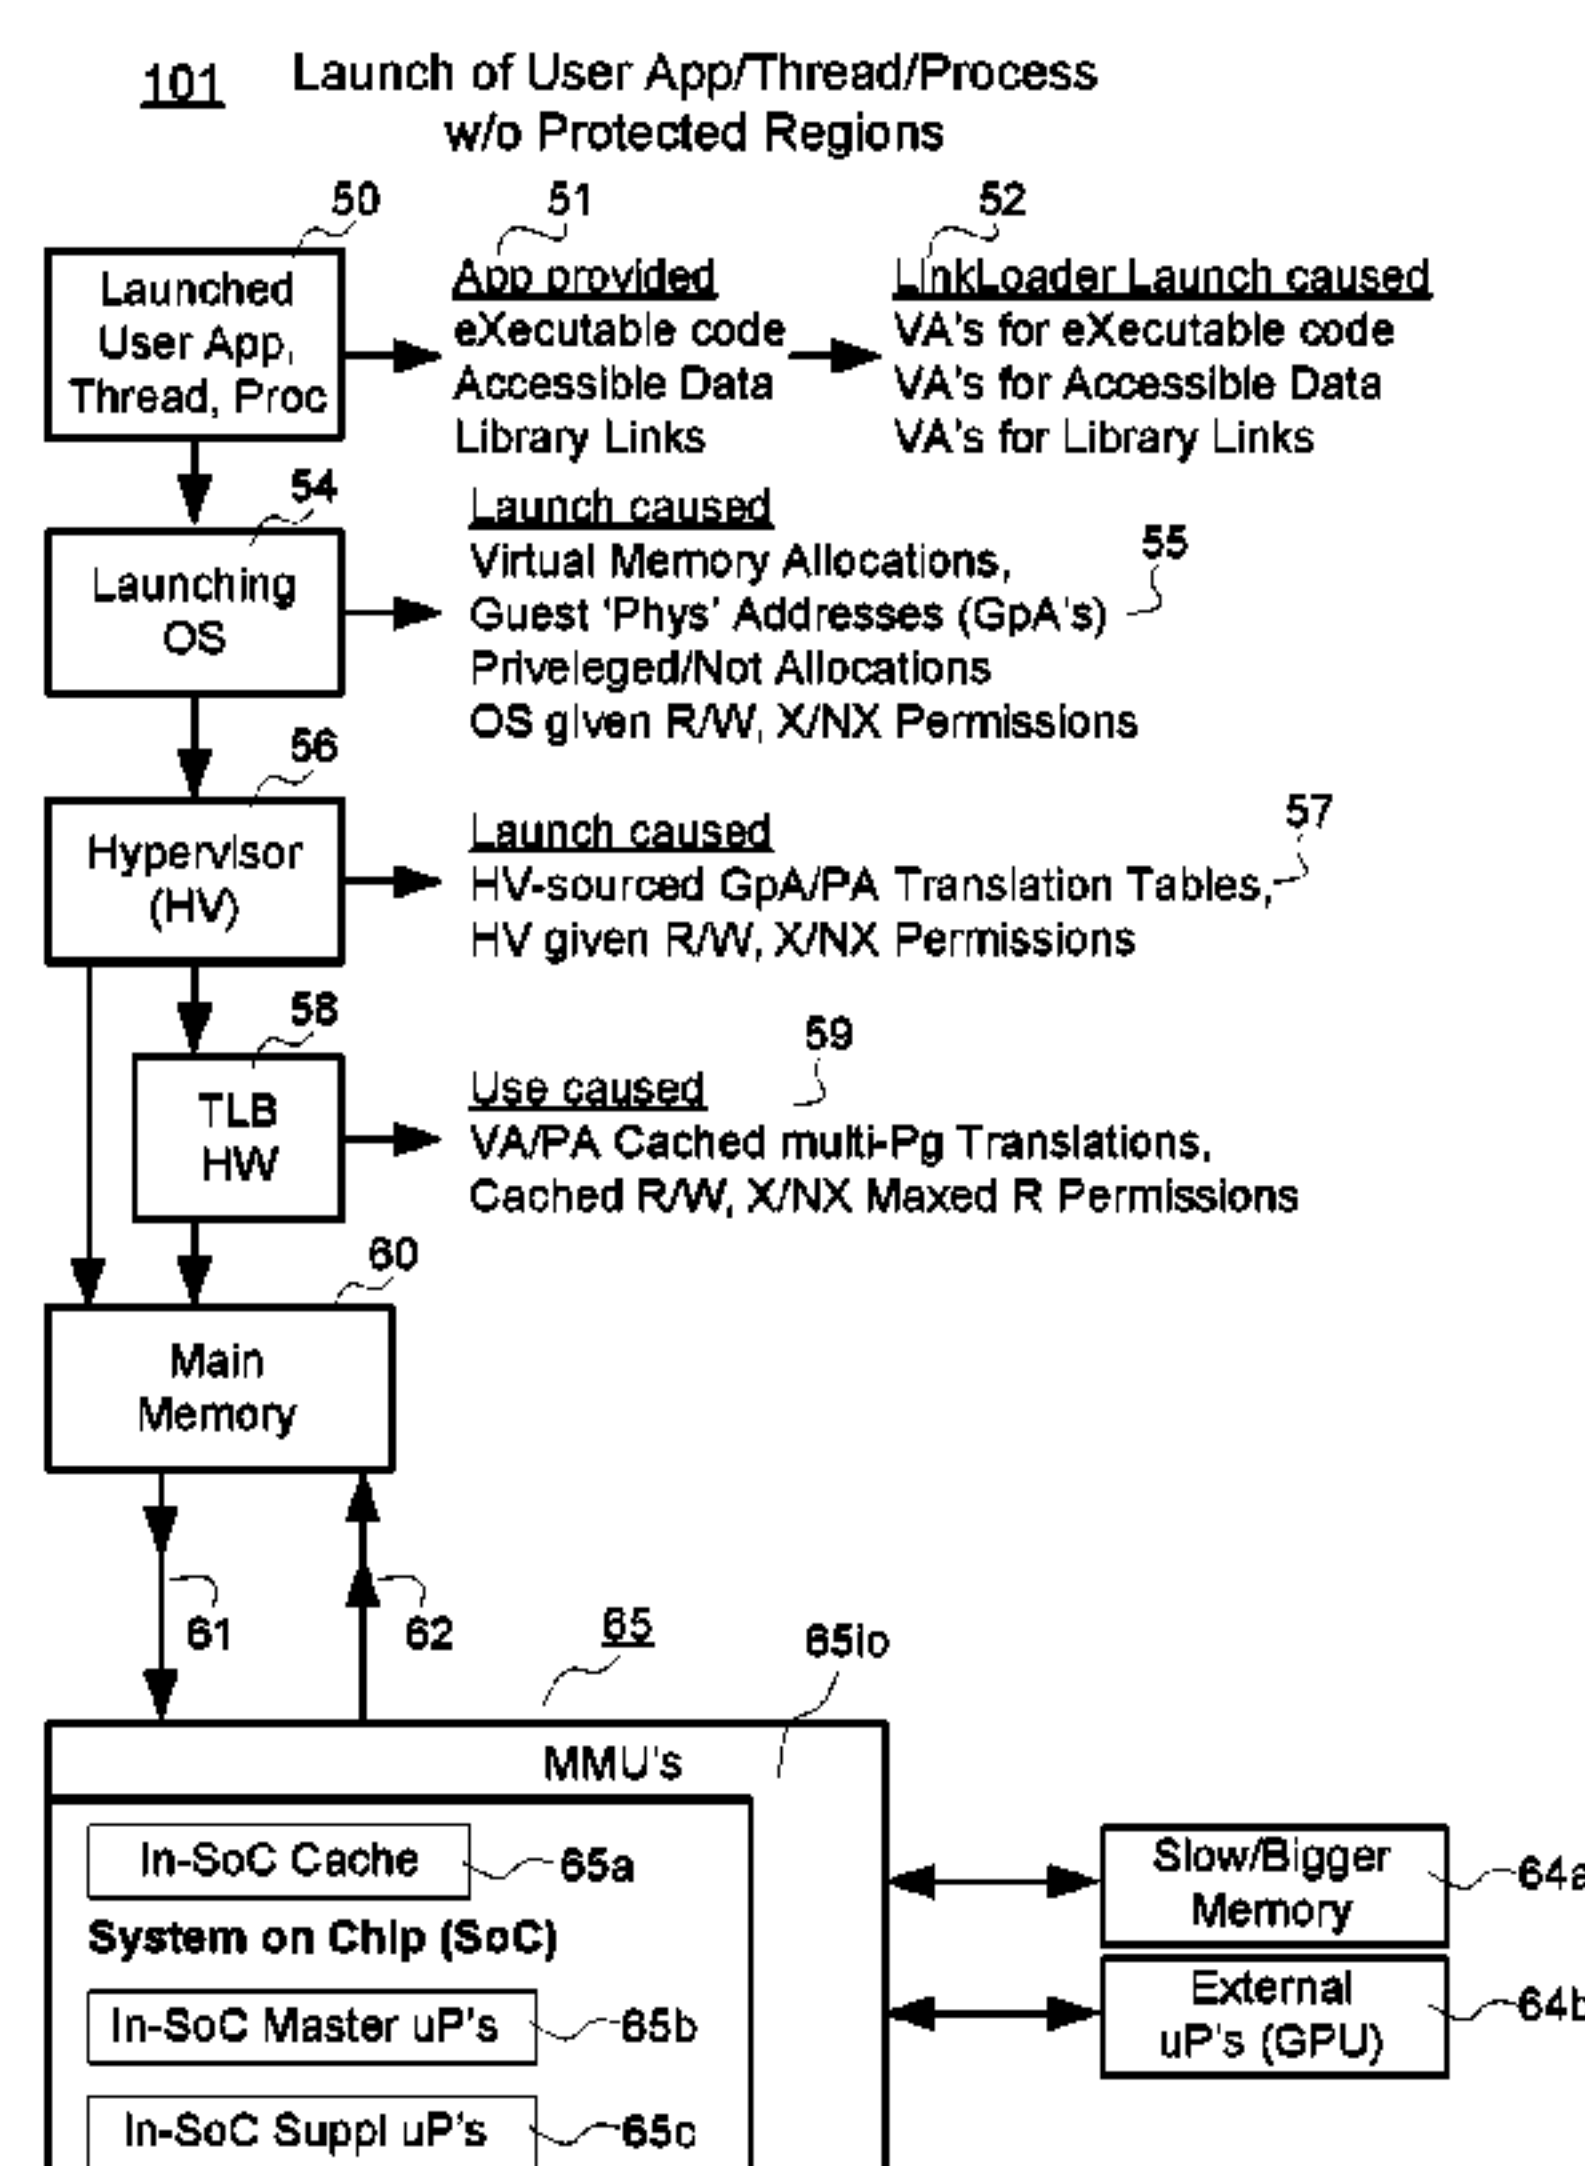 101 Launch of User App/Thread/Process
w/o Protected Regions
50
51
52
Launched
User App,
Thread, Proc
App provided
eXecutable code
Accessible Data
Library Links
LinkLoader Launch caused
VA's for eXecutable code
VA's for Accessible Data
VA's for Library Links
54
Launching
OS
Launch caused
Virtual Memory Allocations,
Guest ‘Phys’ Addresses (GpA's)
Priveleged/Not Allocations
OS given R/W, X/NX Permissions
55
56
Hypervisor
(HV)
Launch caused
HV-sourced GpA/PA Translation Tables,
HV given R/W, X/NX Permissions
57
58
TLB
HW
59
Use caused
VA/PA Cached multi-Pg Translations,
Cached R/W, X/NX Maxed R Permissions
60
Main
Memory
61
62
65
65io
MMU's
In-SoC Cache
65a
System on Chip (SoC)
In-SoC Master uP's
65b
In-SoC Suppl uP's
65c
Slow/Bigger
Memory
64a
External
uP's (GPU)
64b